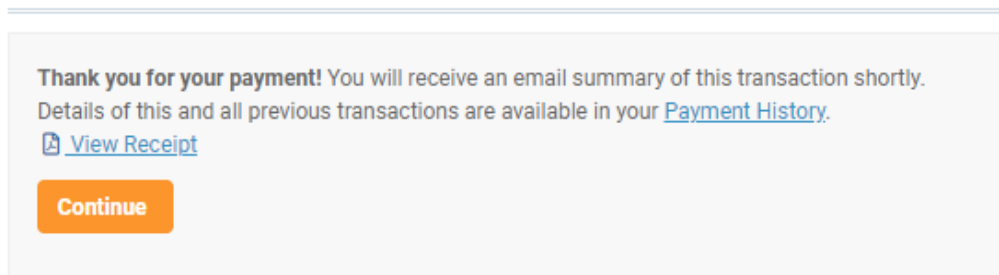 Thank you for your payment! You will receive an email summary of this transaction shortly.
Details of this and all previous transactions are available in your Payment History.
View Receipt
Continue